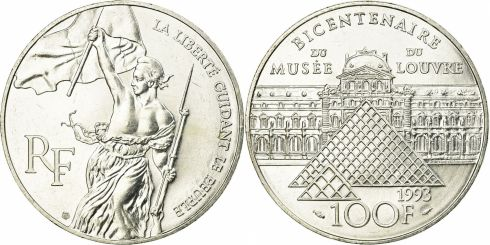 LA LIBERTÉ GUIDANT LE PEUPLE
RF
BICENTENAIRE
DU DU
MUSÉE LOUVRE
1993
100F